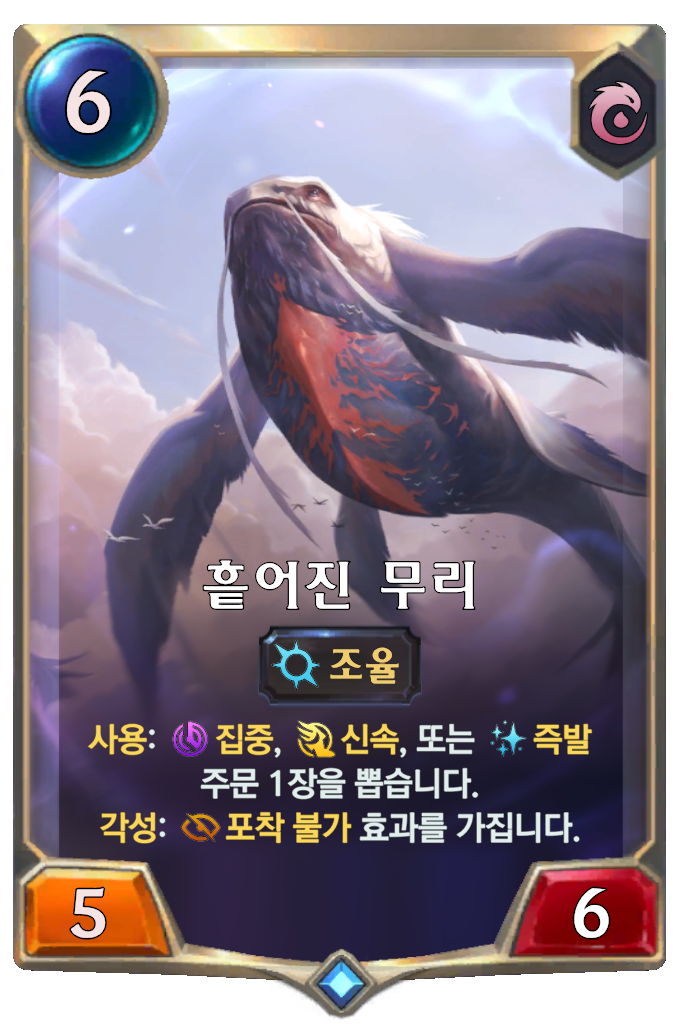 6
흩어진 무리
조율
사용: 집중, 신속, 또는 즉발
주문 1장을 뽑습니다.
각성: 포착 불가 효과를 가집니다.
5
6